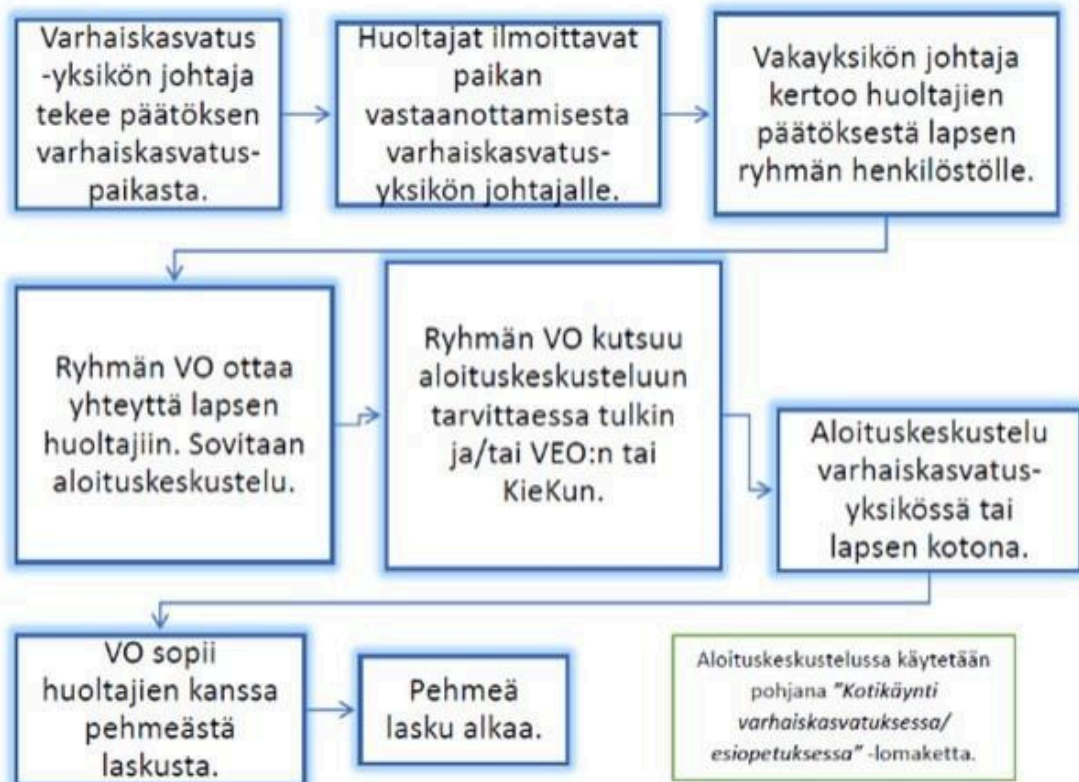 Varhaiskasvatus
-yksikön johtaja
tekee päätöksen
varhaiskasvatus-
paikasta.
Huoltajat ilmoittavat
paikan
vastaanottamisesta
varhaiskasvatus-
yksikön johtajalle.
Vakayksikön johtaja
kertoo huoltajien
päätöksestä lapsen
ryhmän henkilöstölle.
Ryhmän VO ottaa
yhteyttä lapsen
huoltajiin. Sovitaan
aloituskeskustelu.
Ryhmän VO kutsuu
aloituskeskusteluun
tarvittaessa tulkin
ja/tai VEO:n tai
KieKun.
Aloituskeskustelu
varhaiskasvatus-
yksikössä tai
lapsen kotona.
VO sopii
huoltajien kanssa
pehmeästä
laskusta.
Pehmeä
lasku alkaa.
Aloituskeskustelussa käytetään
pohjana "Kotikäynti
varhaiskasvatuksessa/
esiopetuksessa" -lomaketta.